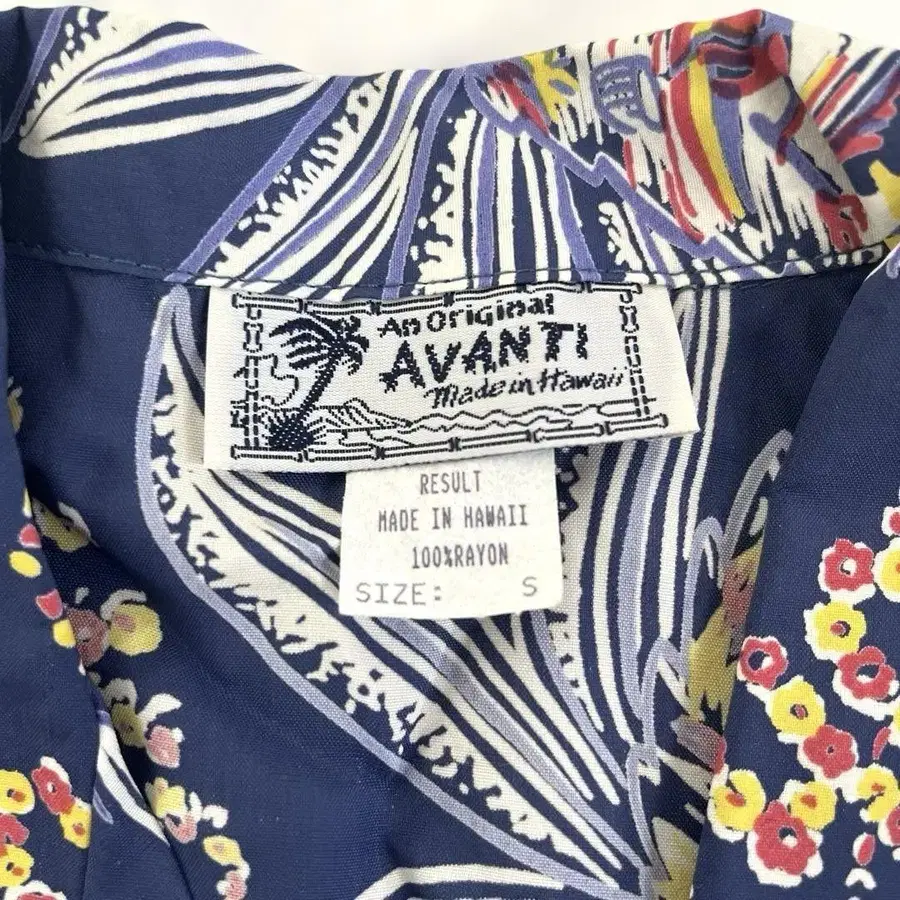 An Original
AVANTI
Made in Hawaii
RESULT
MADE IN HAWAII
100%RAYON
SIZE: S